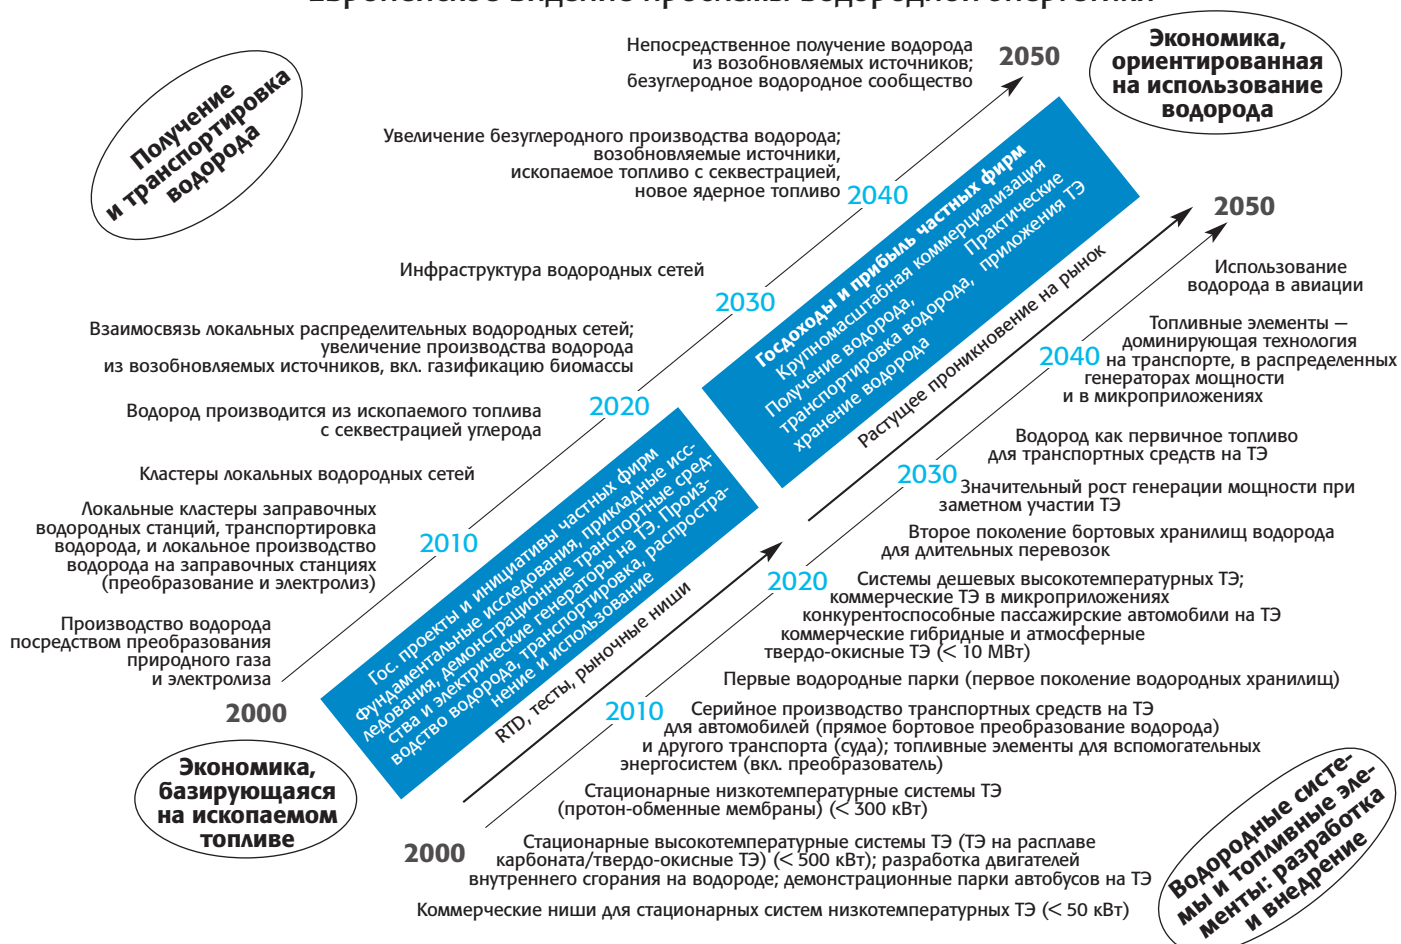 Европейское видение проблемы водородной энергетики
Получение
и транспортировка
водорода
Экономика,
ориентированная
на использование
водорода
2050
Непосредственное получение водорода
из возобновляемых источников;
безуглеродное водородное сообщество
Увеличение безуглеродного производства водорода;
возобновляемые источники,
ископаемое топливо с секвестрацией,
новое ядерное топливо
2040
Инфраструктура водородных сетей
2030
Взаимосвязь локальных распределительных водородных сетей;
увеличение производства водорода
из возобновляемых источников, вкл. газификацию биомассы
2020
Водород производится из ископаемого топлива
с секвестрацией углерода
Кластеры локальных водородных сетей
Локальные кластеры заправочных
водородных станций, транспортировка
водорода, и локальное производство
водорода на заправочных станциях
(преобразование и электролиз)
2010
Производство водорода
посредством преобразования
природного газа
и электролиза
2000
Экономика,
базирующаяся
на ископаемом
топливе
Госдоходы и прибыль частных фирм
Крупномасштабная коммерциализация
Получение водорода, Практические
транспортировка водорода, приложения ТЭ
хранение водорода
Гос. проекты и инициативы частных фирм
Фундаментальные исследования, прикладные исс-
ледования, демонстрационные транспортные сред-
ства и электрические генераторы на ТЭ. Произ-
водство водорода, транспортировка, распростра-
нение и использование
Растущее проникновение на рынок
RTD, тесты, рыночные ниши
2050
Использование
водорода в авиации
Топливные элементы —
доминирующая технология
2040 на транспорте, в распределенных
генераторах мощности
и в микроприложениях
Водород как первичное топливо
для транспортных средств на ТЭ
2030
Значительный рост генерации мощности при
заметном участии ТЭ
Второе поколение бортовых хранилищ водорода
для длительных перевозок
2020
Системы дешевых высокотемпературных ТЭ;
коммерческие ТЭ в микроприложениях
конкурентоспособные пассажирские автомобили на ТЭ
коммерческие гибридные и атмосферные
твердо-окисные ТЭ (< 10 МВт)
Первые водородные парки (первое поколение водородных хранилищ)
2010
Серийное производство транспортных средств на ТЭ
для автомобилей (прямое бортовое преобразование водорода)
и другого транспорта (суда); топливные элементы для вспомогательных
энергосистем (вкл. преобразователь)
Стационарные низкотемпературные системы ТЭ
(протон-обменные мембраны) (< 300 кВт)
2000
Стационарные высокотемпературные системы ТЭ (ТЭ на расплаве
карбоната/твердо-окисные ТЭ) (< 500 кВт); разработка двигателей
внутреннего сгорания на водороде; демонстрационные парки автобусов на ТЭ
Коммерческие ниши для стационарных систем низкотемпературных ТЭ (< 50 кВт)
Водородные систе-
мы и топливные эле-
менты: разработка
и внедрение